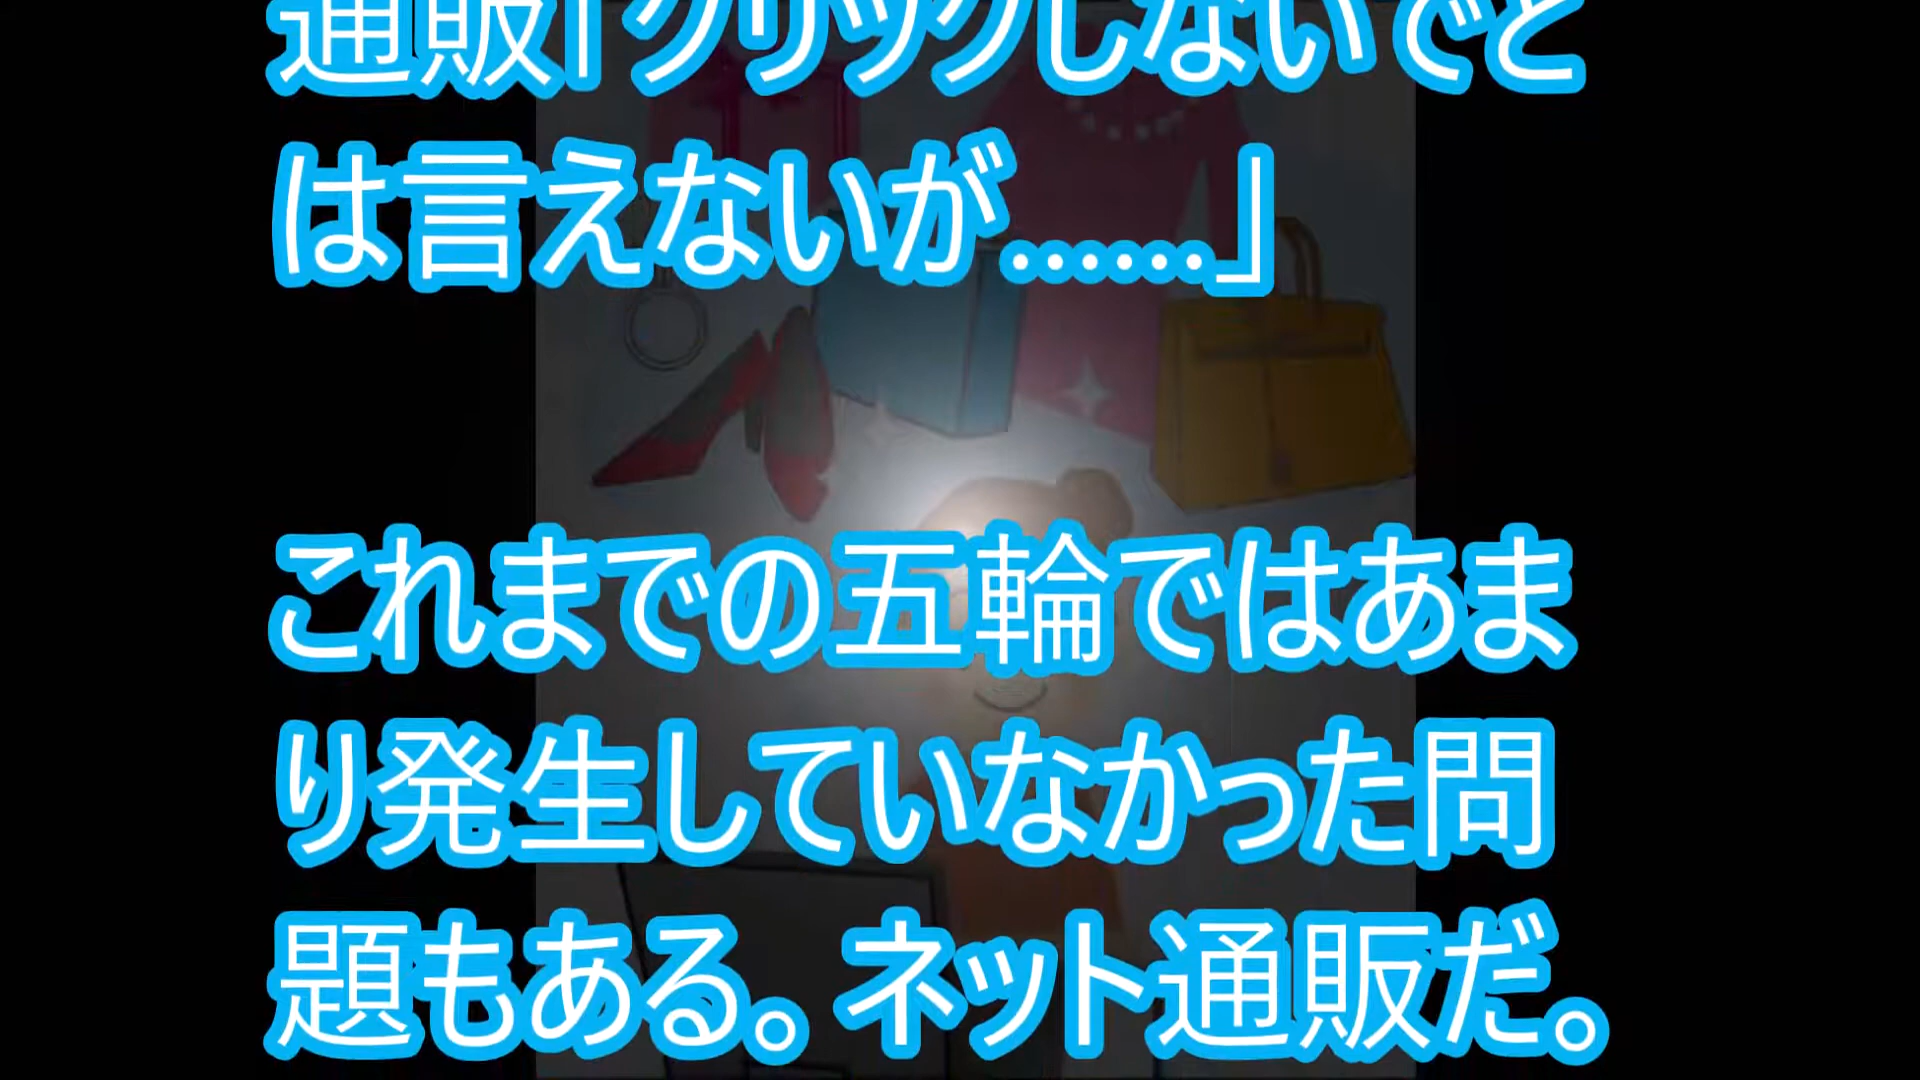 通販「クリックしないでと
は言えないが......」
これまでの五輪ではあま
り発生していなかった問
題もある。ネット通販だ。